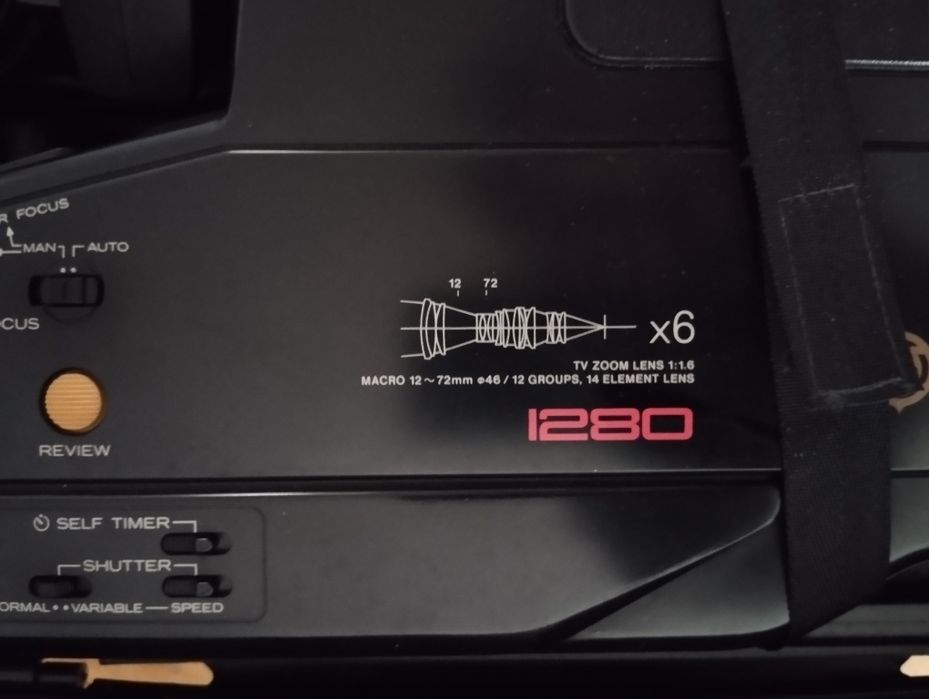 R FOCUS
MAN AUTO
CUS
REVIEW
12 72
x6
TV ZOOM LENS 1:1.6
MACRO 12~72mm ø46 / 12 GROUPS, 14 ELEMENT LENS
1280
SELF TIMER
SHUTTER
ORMAL • • VARIABLE — SPEED